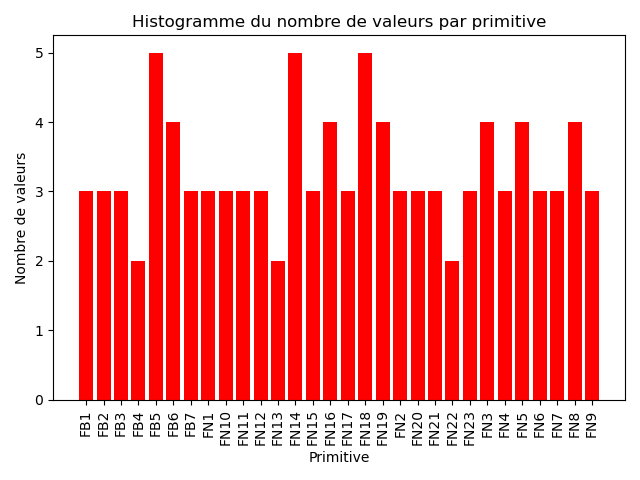 Histogramme du nombre de valeurs par primitive
Nombre de valeurs
5
4
3
2
1
0
FB1 FB2 FB3 FB4 FB5 FB6 FB7 FN1 FN10 FN11 FN12 FN13 FN14 FN15 FN16 FN17 FN18 FN19 FN2 FN20 FN21 FN22 FN23 FN3 FN4 FN5 FN6 FN7 FN8 FN9
Primitive